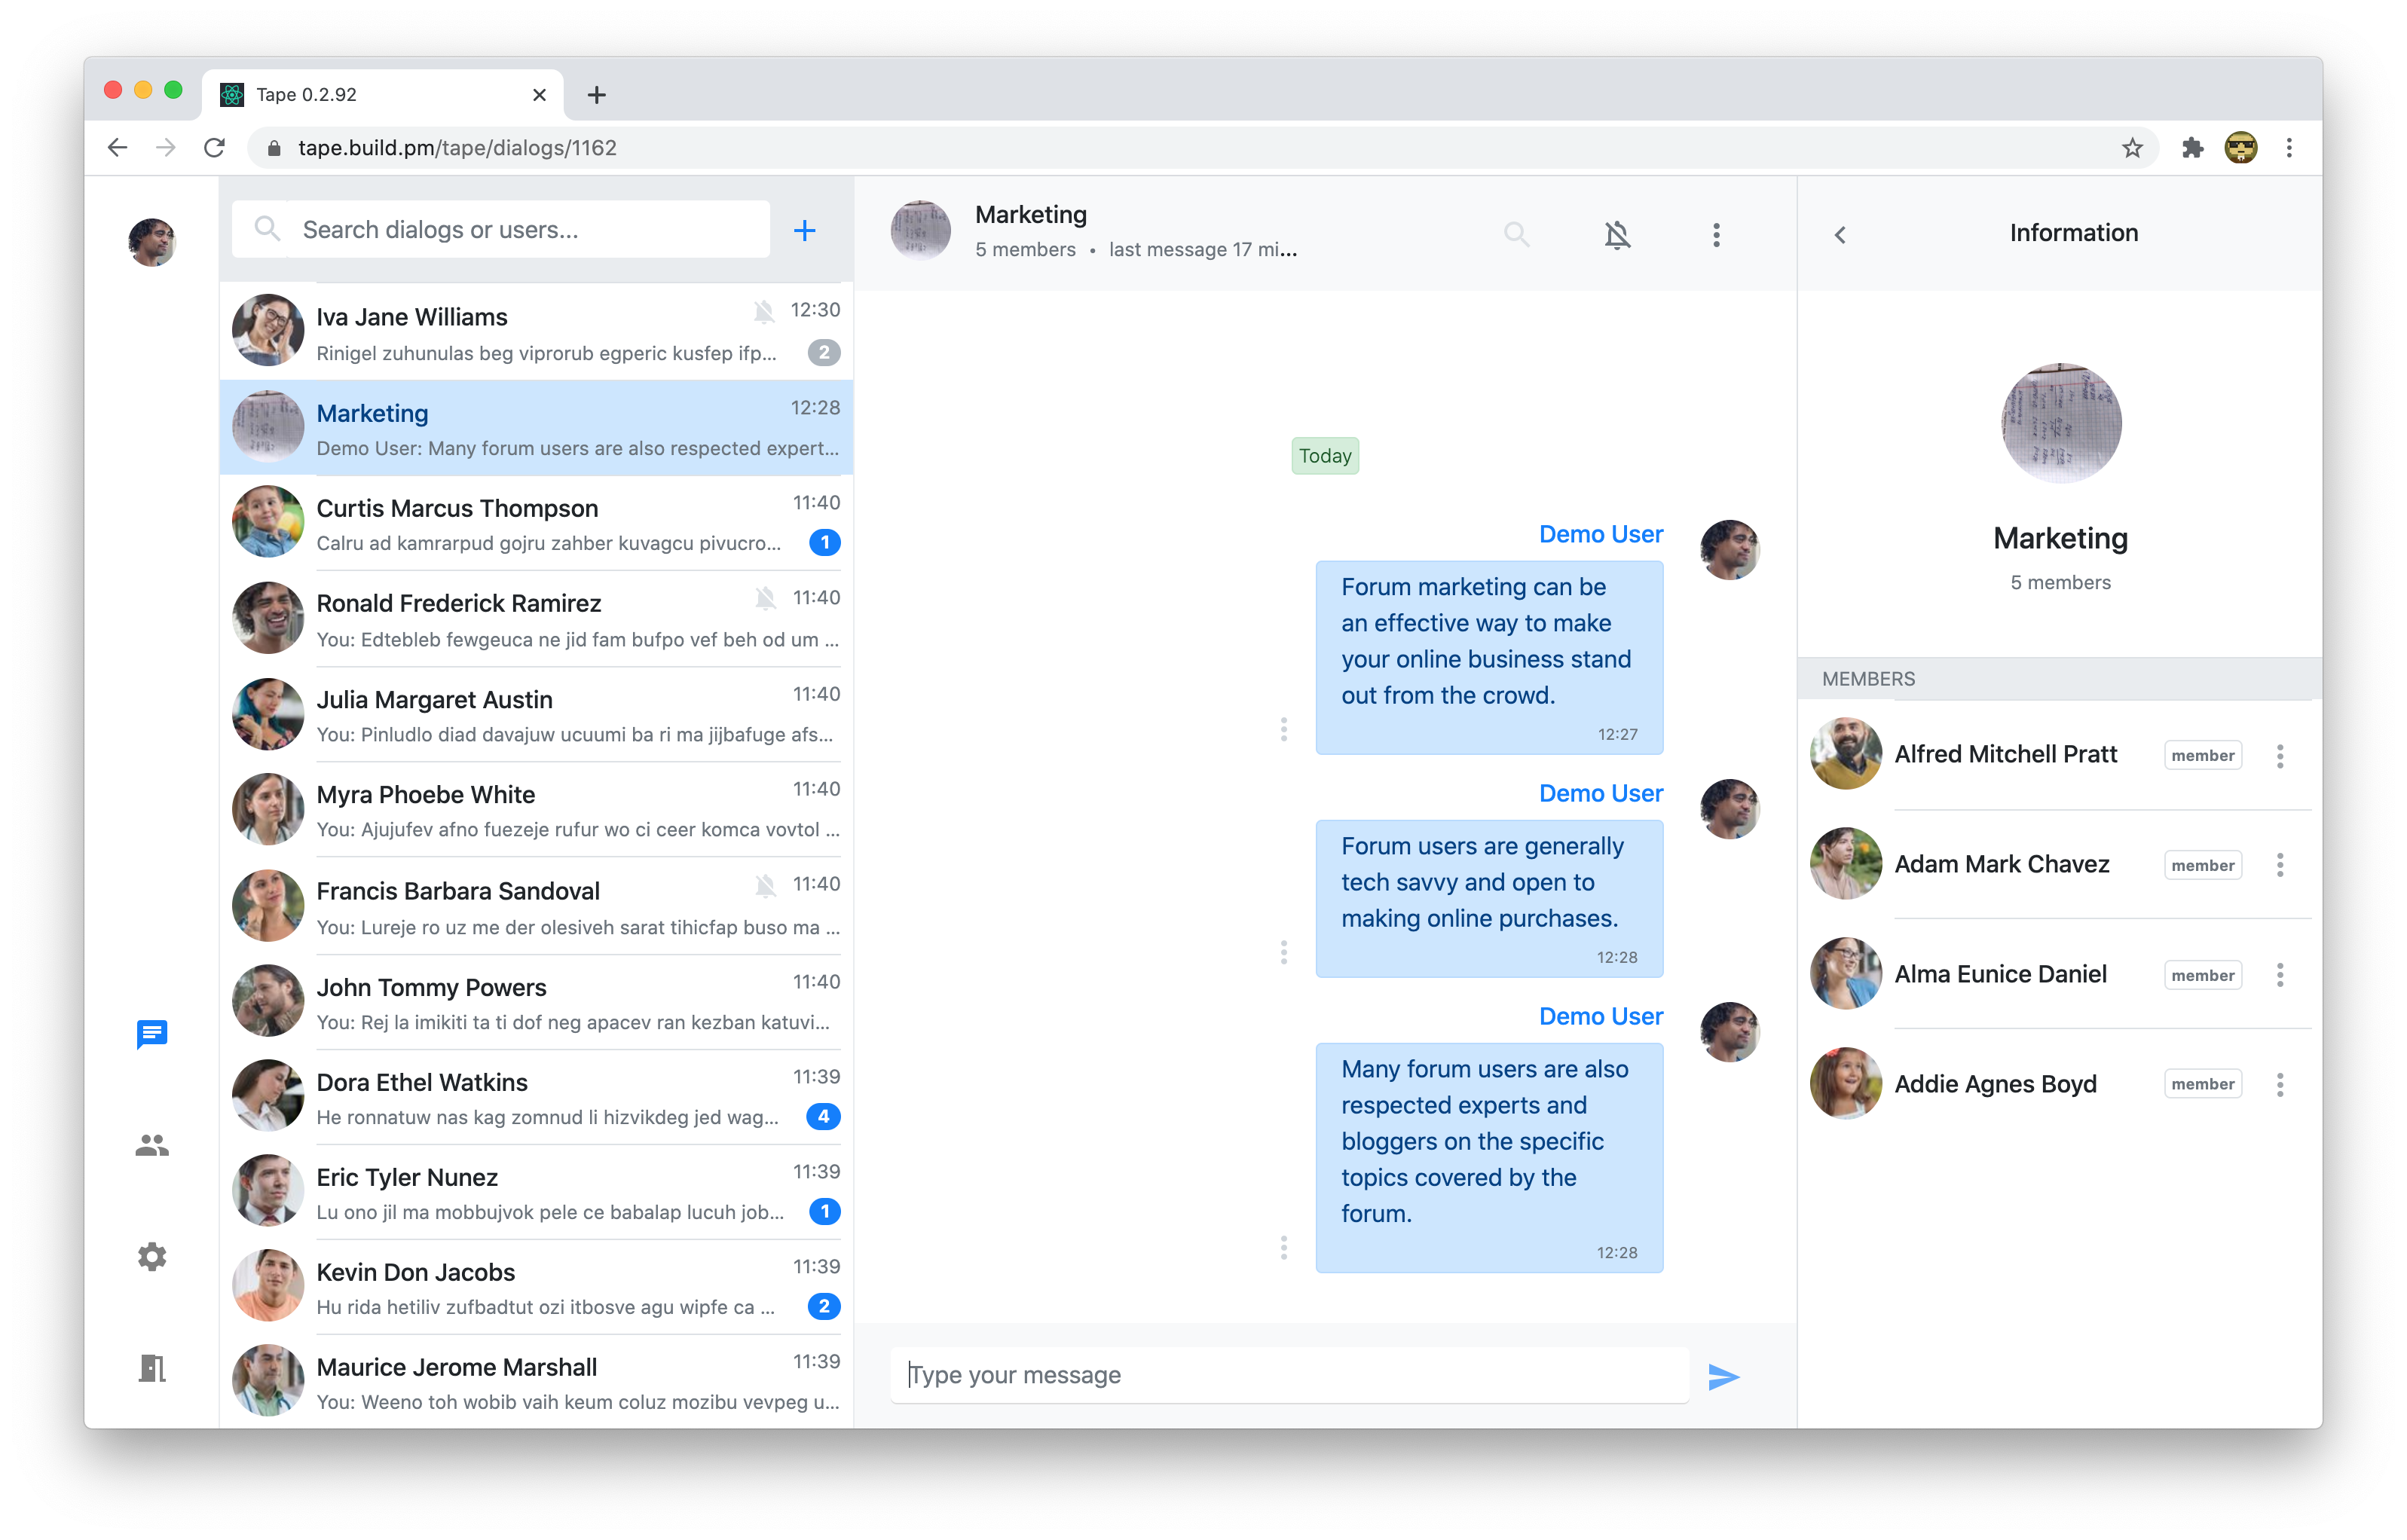 Tape 0.2.92
tape.build.pm/tape/dialogs/1162
Search dialogs or users...
Iva Jane Williams
12:30
Rinigel zuhunulas beg viprorub egperic kusfep ifp...
2
Marketing
12:28
Demo User: Many forum users are also respected expert...
Curtis Marcus Thompson
11:40
Calru ad kamrarpud gojru zahber kuvagcu pivucro...
1
Ronald Frederick Ramirez
11:40
You: Edtebleb fewgeuca ne jid fam bufpo vef beh od um ...
Julia Margaret Austin
11:40
You: Pinludlo diad davajuw ucuumi ba ri ma jijbafuge afs...
Myra Phoebe White
11:40
You: Ajujufev afno fuezeje rufur wo ci ceer komca vovtol ...
Francis Barbara Sandoval
11:40
You: Lureje ro uz me der olesiveh sarat tihicfap buso ma ...
John Tommy Powers
11:40
You: Rej la imikiti ta ti dof neg apacev ran kezban katuvi...
Dora Ethel Watkins
11:39
He ronnatuw nas kag zomnud li hizvikdeg jed wag...
4
Eric Tyler Nunez
11:39
Lu ono jil ma mobbujvok pele ce babalap lucuh job...
1
Kevin Don Jacobs
11:39
Hu rida hetiliv zufbadtut ozi itbosve agu wipfe ca ...
2
Maurice Jerome Marshall
11:39
You: Weeno toh wobib vaih keum coluz mozibu vevpeg u...
Marketing
5 members • last message 17 mi...
Today
Demo User
Forum marketing can be
an effective way to make
your online business stand
out from the crowd.
12:27
Demo User
Forum users are generally
tech savvy and open to
making online purchases.
12:28
Demo User
Many forum users are also
respected experts and
bloggers on the specific
topics covered by the
forum.
12:28
Type your message
Information
Marketing
5 members
MEMBERS
Alfred Mitchell Pratt
member
Adam Mark Chavez
member
Alma Eunice Daniel
member
Addie Agnes Boyd
member